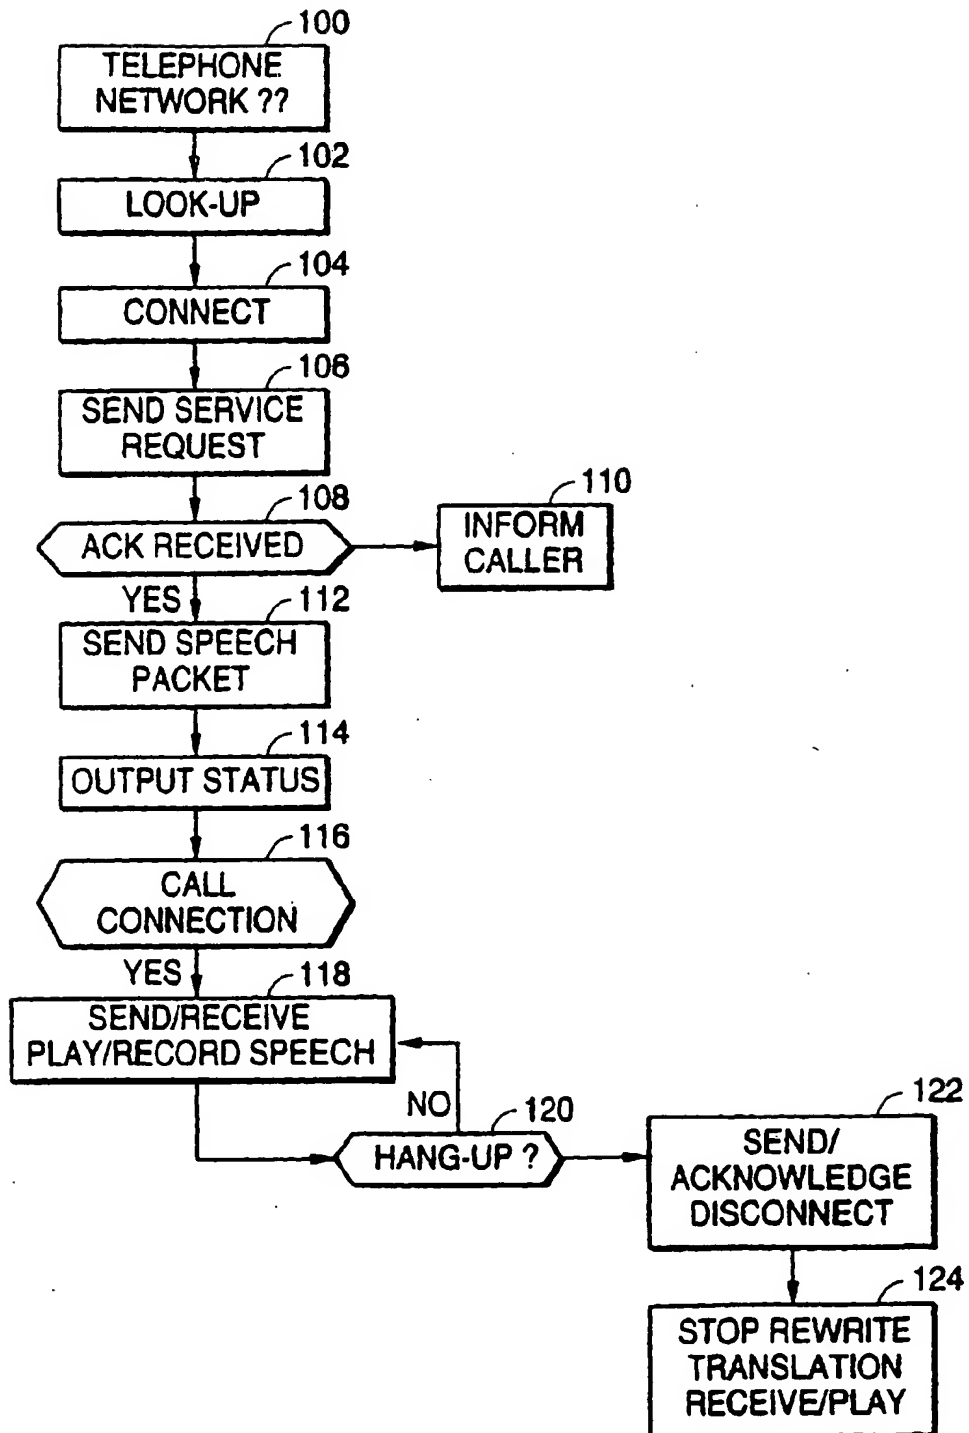 100
TELEPHONE
NETWORK ??
102
LOOK-UP
104
CONNECT
106
SEND SERVICE
REQUEST
108
ACK RECEIVED
110
INFORM
CALLER
YES
112
SEND SPEECH
PACKET
114
OUTPUT STATUS
116
CALL
CONNECTION
YES
118
SEND/RECEIVE
PLAY/RECORD SPEECH
NO
120
HANG-UP ?
122
SEND/
ACKNOWLEDGE
DISCONNECT
124
STOP REWRITE
TRANSLATION
RECEIVE/PLAY